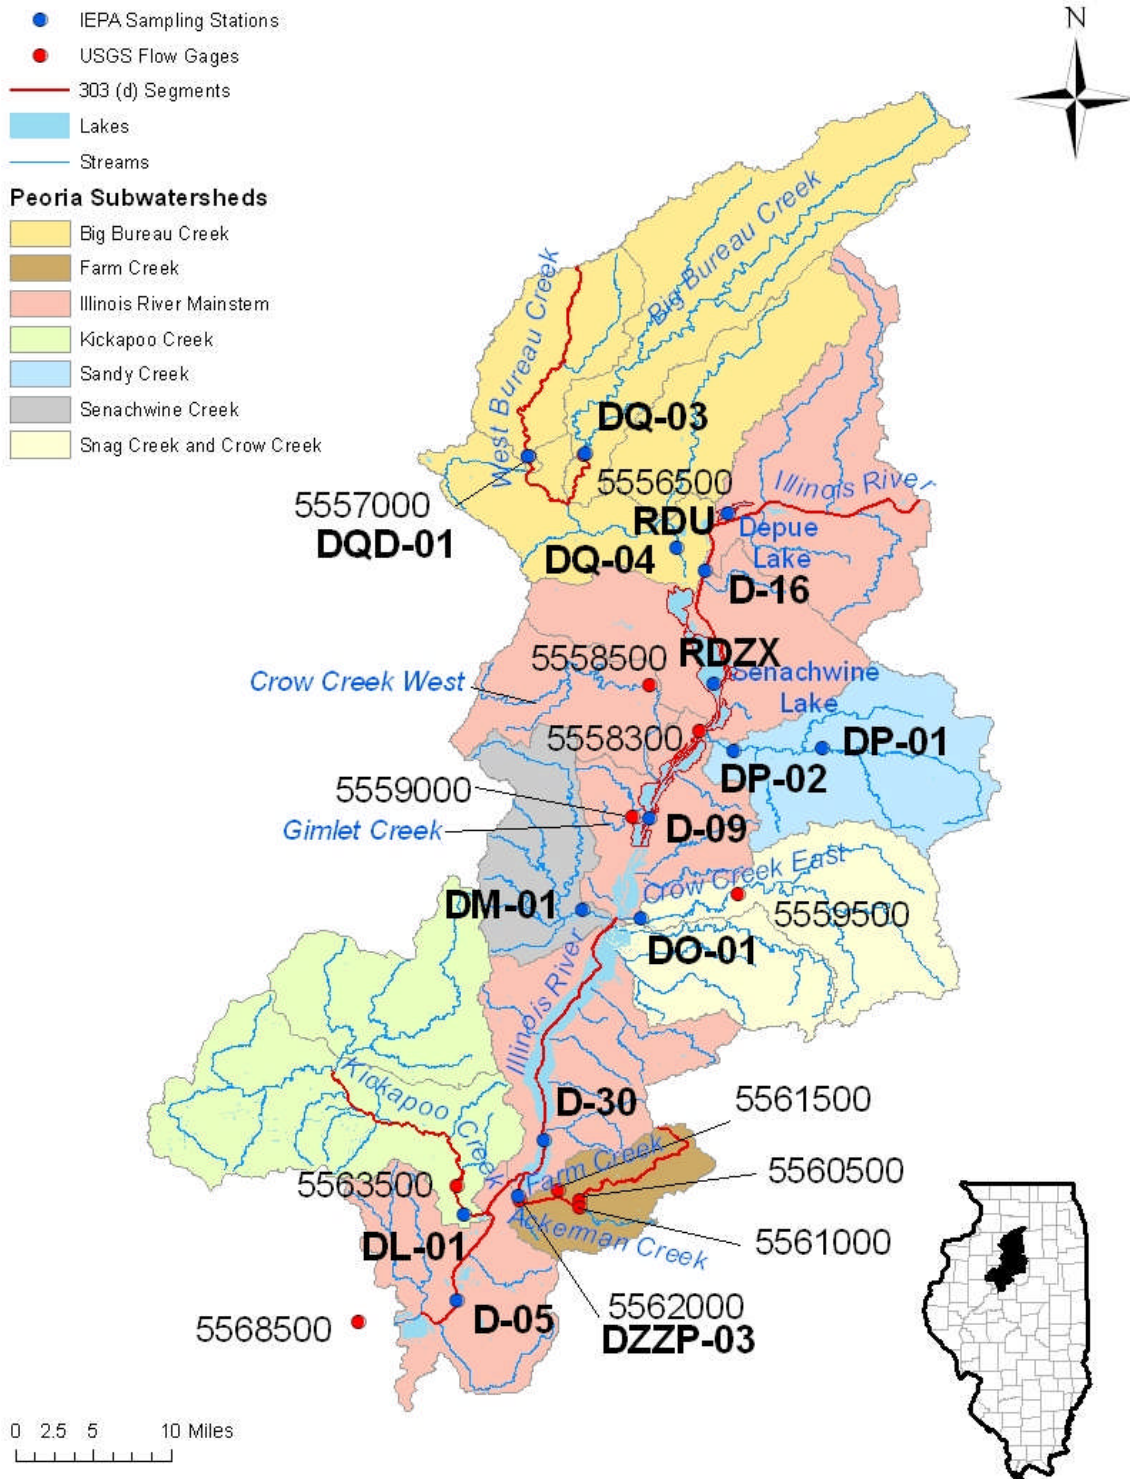 IEPA Sampling Stations
USGS Flow Gages
303 (d) Segments
Lakes
Streams
Peoria Subwatersheds
Big Bureau Creek
Farm Creek
Illinois River Mainstem
Kickapoo Creek
Sandy Creek
Senachwine Creek
Snag Creek and Crow Creek
N
Big Bureau Creek
West Bureau Creek
DQ-03
5556500
5557000
DQD-01
Illinois River
RDU
Depue
Lake
DQ-04
D-16
5558500
RDZX
Senachwine
Lake
Crow Creek West
5558300
DP-01
DP-02
5559000
Gimlet Creek
D-09
Crow Creek East
5559500
DM-01
DO-01
Illinois River
Kickapoo Creek
D-30
5561500
Farm Creek
5560500
5563500
Ackerman Creek
5561000
DL-01
5562000
DZZP-03
D-05
5568500
0 2.5 5 10 Miles